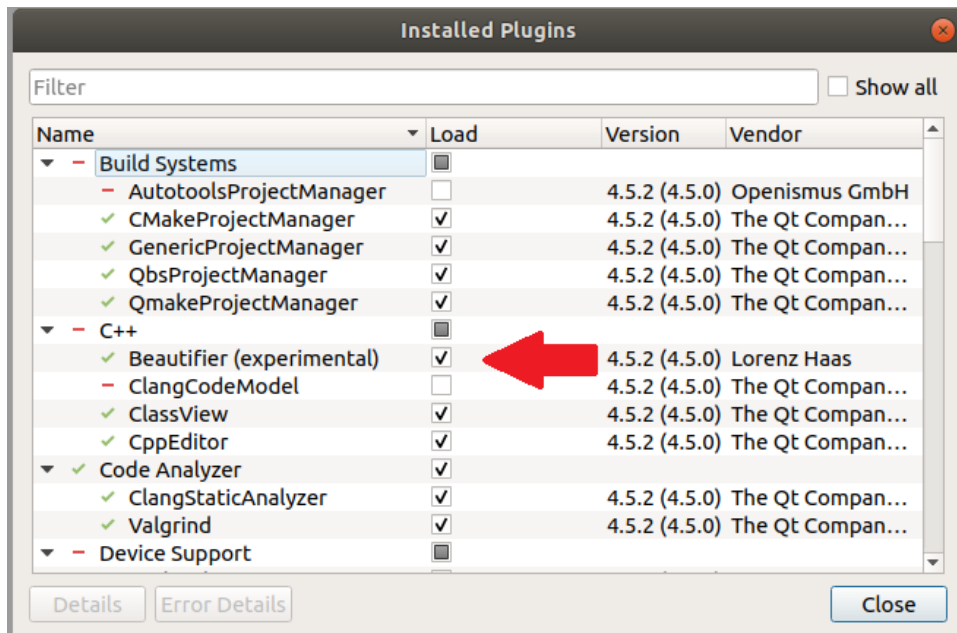 Installed Plugins
Filter Show all
Name Load Version Vendor
Build Systems
AutotoolsProjectManager 4.5.2 (4.5.0) Openismus GmbH
CMakeProjectManager 4.5.2 (4.5.0) The Qt Compan...
GenericProjectManager 4.5.2 (4.5.0) The Qt Compan...
QbsProjectManager 4.5.2 (4.5.0) The Qt Compan...
QmakeProjectManager 4.5.2 (4.5.0) The Qt Compan...
C++
Beautifier (experimental) 4.5.2 (4.5.0) Lorenz Haas
ClangCodeModel 4.5.2 (4.5.0) The Qt Compan...
ClassView 4.5.2 (4.5.0) The Qt Compan...
CppEditor 4.5.2 (4.5.0) The Qt Compan...
Code Analyzer
ClangStaticAnalyzer 4.5.2 (4.5.0) The Qt Compan...
Valgrind 4.5.2 (4.5.0) The Qt Compan...
Device Support
Details Error Details Close